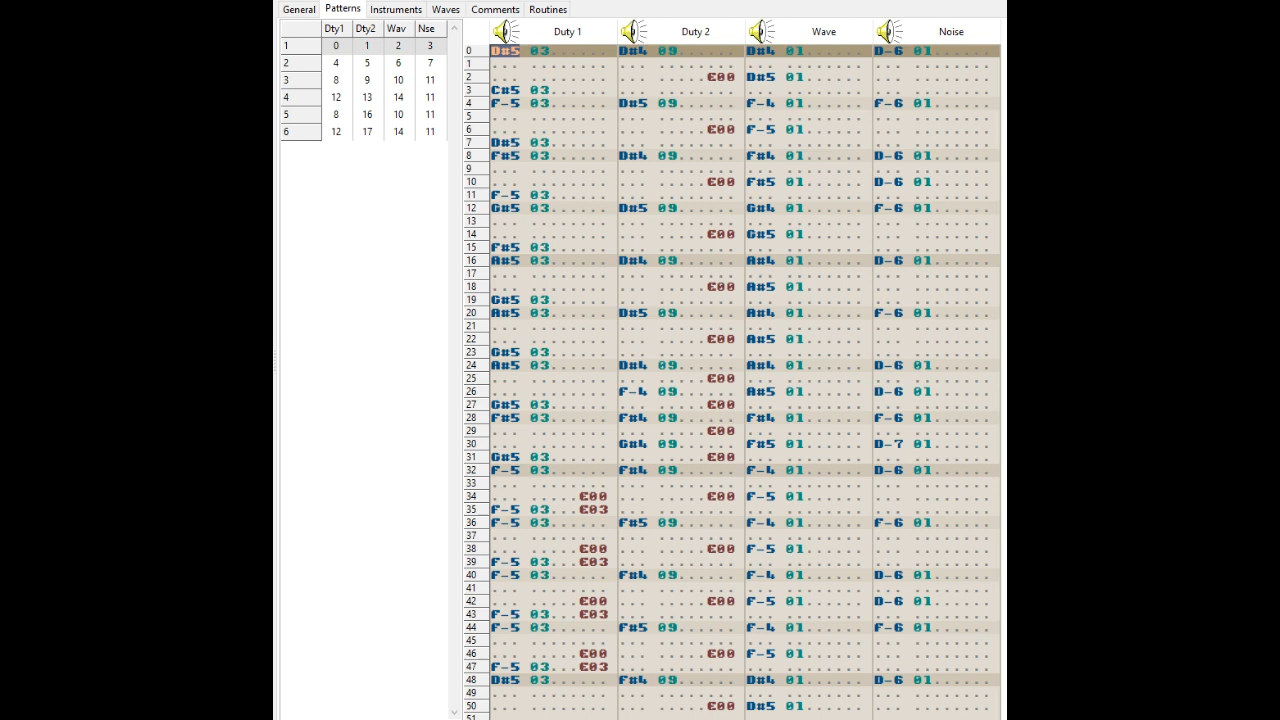 General Patterns Instruments Waves Comments Routines
Dty1 Dty2 Wav Nse
1 0 1 2 3
2 4 5 6 7
3 8 9 10 11
4 12 13 14 11
5 8 16 10 11
6 12 17 14 11
Duty 1 Duty 2 Wave Noise
0 D#5 03...... D#4 09...... D#4 01...... D-6 01......
1 ... ........ ... ........ ... ........ ... ........
2 ... ........ ... .....E00 D#5 01...... ... ........
3 C#5 03...... ... ........ ... ........ ... ........
4 F-5 03...... D#5 09...... F-4 01...... F-6 01......
5 ... ........ ... ........ ... ........ ... ........
6 ... ........ ... .....E00 F-5 01...... ... ........
7 D#5 03...... ... ........ ... ........ ... ........
8 F#5 03...... D#4 09...... F#4 01...... D-6 01......
9 ... ........ ... ........ ... ........ ... ........
10 ... ........ ... .....E00 F#5 01...... D-6 01......
11 F-5 03...... ... ........ ... ........ ... ........
12 G#5 03...... D#5 09...... G#4 01...... F-6 01......
13 ... ........ ... ........ ... ........ ... ........
14 ... ........ ... .....E00 G#5 01...... ... ........
15 F#5 03...... ... ........ ... ........ ... ........
16 A#5 03...... D#4 09...... A#4 01...... D-6 01......
17 ... ........ ... ........ ... ........ ... ........
18 ... ........ ... .....E00 A#5 01...... ... ........
19 G#5 03...... ... ........ ... ........ ... ........
20 A#5 03...... D#5 09...... A#4 01...... F-6 01......
21 ... ........ ... ........ ... ........ ... ........
22 ... ........ ... .....E00 A#5 01...... ... ........
23 G#5 03...... ... ........ ... ........ ... ........
24 A#5 03...... D#4 09...... A#4 01...... D-6 01......
25 ... ........ ... .....E00 ... ........ ... ........
26 ... ........ F-4 09...... A#5 01...... D-6 01......
27 G#5 03...... ... .....E00 ... ........ ... ........
28 F#5 03...... F#4 09...... F#4 01...... F-6 01......
29 ... ........ ... .....E00 ... ........ ... ........
30 ... ........ G#4 09...... F#5 01...... D-7 01......
31 G#5 03...... ... .....E00 ... ........ ... ........
32 F-5 03...... F#4 09...... F-4 01...... D-6 01......
33 ... ........ ... ........ ... ........ ... ........
34 ... .....E00 ... .....E00 F-5 01...... ... ........
35 F-5 03...E03 ... ........ ... ........ ... ........
36 F-5 03...... F#5 09...... F-4 01...... F-6 01......
37 ... ........ ... ........ ... ........ ... ........
38 ... .....E00 ... .....E00 F-5 01...... ... ........
39 F-5 03...E03 ... ........ ... ........ ... ........
40 F-5 03...... F#4 09...... F-4 01...... D-6 01......
41 ... ........ ... ........ ... ........ ... ........
42 ... .....E00 ... .....E00 F-5 01...... D-6 01......
43 F-5 03...E03 ... ........ ... ........ ... ........
44 F-5 03...... F#5 09...... F-4 01...... F-6 01......
45 ... ........ ... ........ ... ........ ... ........
46 ... .....E00 ... .....E00 F-5 01...... ... ........
47 F-5 03...E03 ... ........ ... ........ ... ........
48 D#5 03...... F#4 09...... D#4 01...... D-6 01......
49 ... ........ ... ........ ... ........ ... ........
50 ... ........ ... .....E00 D#5 01...... ... ........
51